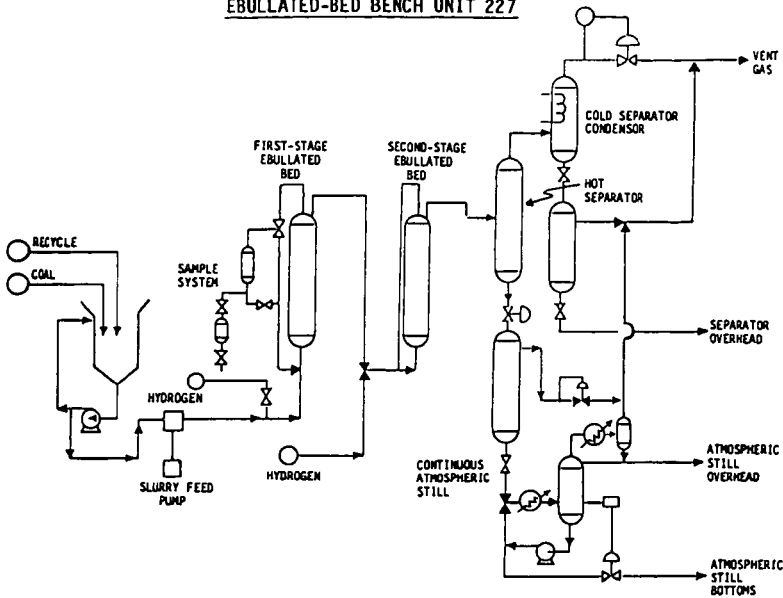 EBULLATED-BED BENCH UNIT 227
VENT
GAS
COLD SEPARATOR
CONDENSOR
FIRST-STAGE
EBULLATED
BED
SECOND-STAGE
EBULLATED
BED
HOT
SEPARATOR
RECYCLE
COAL
SAMPLE
SYSTEM
SEPARATOR
OVERHEAD
HYDROGEN
HYDROGEN
SLURRY FEED
PUMP
CONTINUOUS
ATMOSPHERIC
STILL
ATMOSPHERIC
STILL
OVERHEAD
ATMOSPHERIC
STILL
BOTTOMS